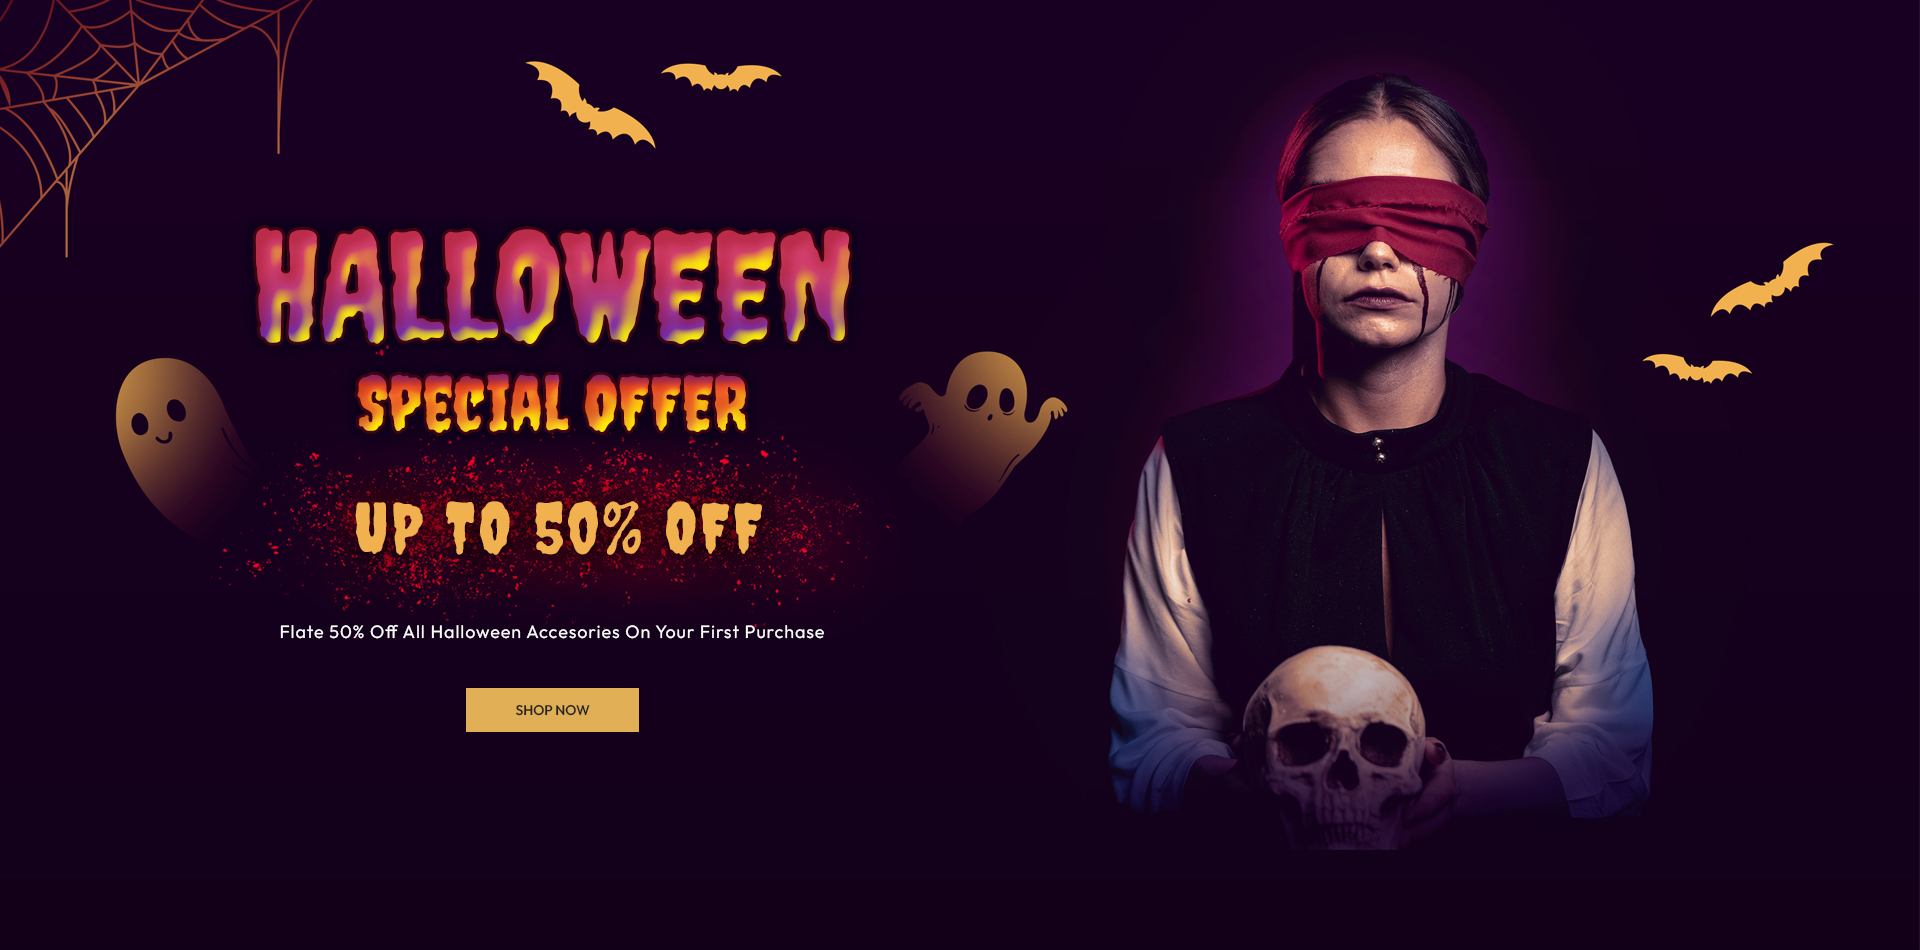 HALLOWEEN
SPECIAL OFFER
UP TO 50% OFF
Flate 50% Off All Halloween Accesories On Your First Purchase
SHOP NOW